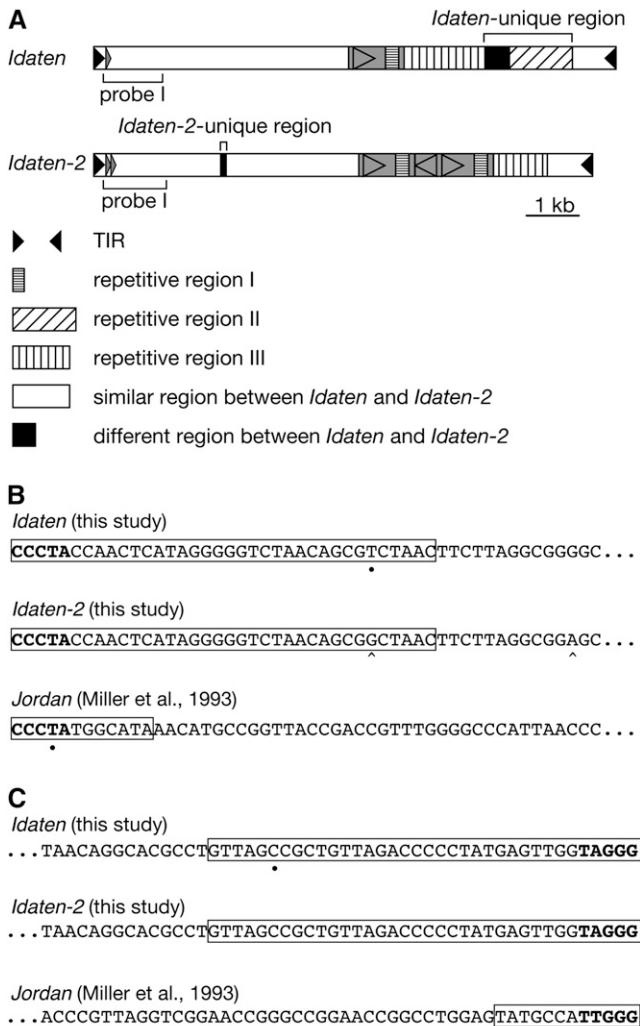 A
Idaten-unique region
Idaten
probe I
Idaten-2-unique region
Idaten-2
probe I
1 kb
TIR
repetitive region I
repetitive region II
repetitive region III
similar region between Idaten and Idaten-2
different region between Idaten and Idaten-2
B
Idaten (this study)
CCCTACCAACTCATAGGGGGTCTAACAGCGTCTAACTTCTTAGGCGGGGC...
Idaten-2 (this study)
CCCTACCAACTCATAGGGGGTCTAACAGCGGCTAACTTCTTAGGCGGAGC...
Jordan (Miller et al., 1993)
CCCTATGGCATAAACATGCCGGTTACCGACCGTTTGGGGCCCATTAACCC...
C
Idaten (this study)
...TAACAGGCACGCCTGTTAGCCGCTGTTAGACCCCCTATGAGTTGGTAGGG
Idaten-2 (this study)
...TAACAGGCACGCCTGTTAGCCGCTGTTAGACCCCCTATGAGTTGGTAGGG
Jordan (Miller et al., 1993)
...ACCCGTTAGGTCGGAACCGGGCCGGAACCGGCCTGGAGTATGCCATTGGG